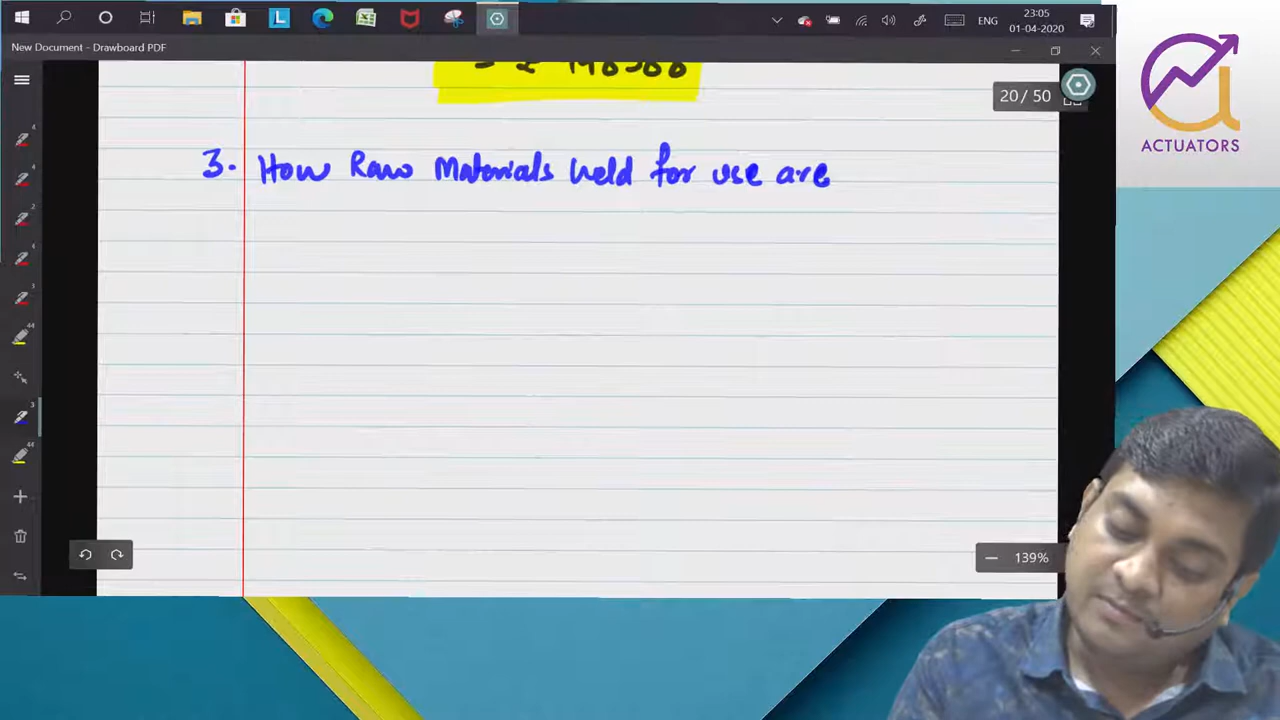 23:05
ENG
01-04-2020
New Document - Drawboard PDF
20 / 50
ACTUATORS
3. How Raw Materials held for use are
139%